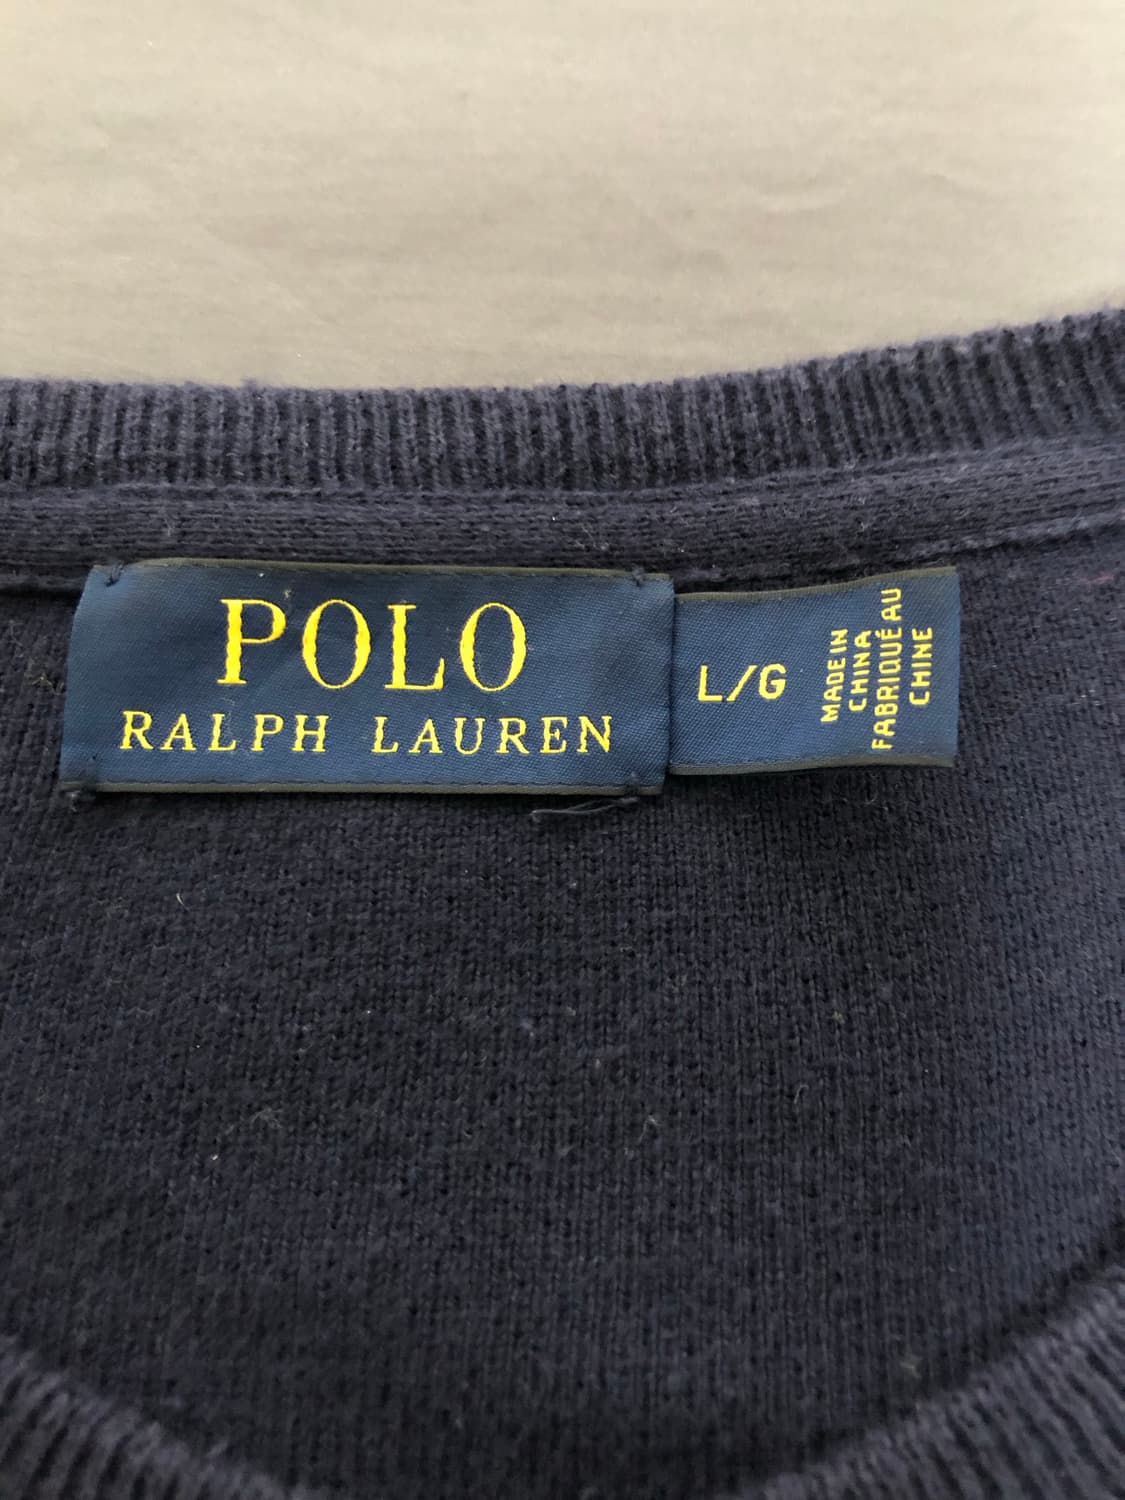 POLO
RALPH LAUREN
L/G
MADE IN
CHINA
FABRIQUÉ AU
CHINE